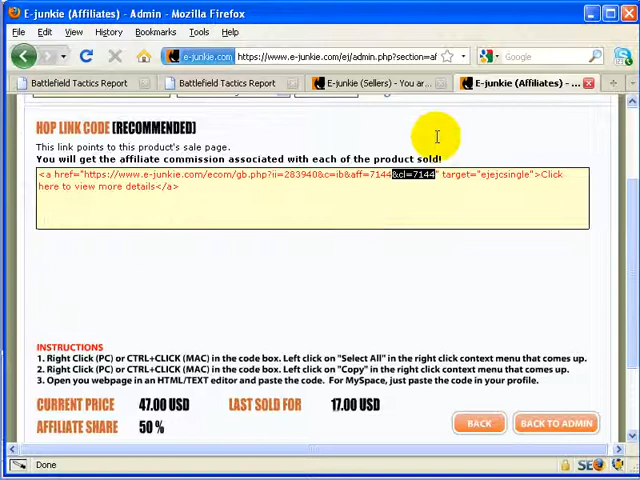 E-junkie (Affiliates) - Admin - Mozilla Firefox
File Edit View History Bookmarks Tools Help
e-junkie.com https://www.e-junkie.com/ej/admin.php?section=af Google
Battlefield Tactics Report Battlefield Tactics Report E-junkie (Sellers) - You ar... E-junkie (Affiliates) - ...
HOP LINK CODE (RECOMMENDED)
This link points to this product's sale page.
You will get the affiliate commission associated with each of the product sold!
<a href="https://www.e-junkie.com/ecom/gb.php?ii=283940&c=ib&aff=7144&cl=7144" target="ejejcsingle">Click
here to view more details</a>
INSTRUCTIONS
1. Right Click (PC) or CTRL+CLICK (MAC) in the code box. Left click on "Select All" in the right click context menu that comes up.
2. Right Click (PC) or CTRL+CLICK (MAC) in the code box. Left click on "Copy" in the right click context menu that comes up.
3. Open you webpage in an HTML/TEXT editor and paste the code. For MySpace, just paste the code in your profile.
CURRENT PRICE 47.00 USD LAST SOLD FOR 17.00 USD
AFFILIATE SHARE 50 % BACK BACK TO ADMIN
Done SEO